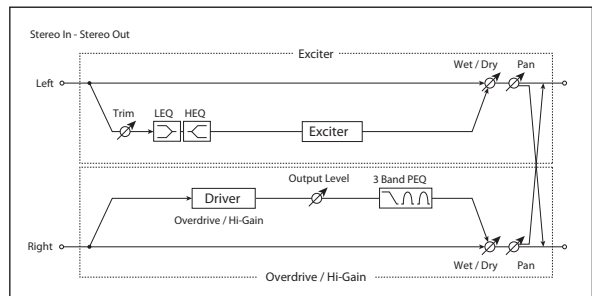 Stereo In - Stereo Out
Exciter
Wet / Dry Pan
Left
Trim LEQ HEQ
Exciter
Output Level 3 Band PEQ
Driver
Overdrive / Hi-Gain
Right
Wet / Dry Pan
Overdrive / Hi-Gain